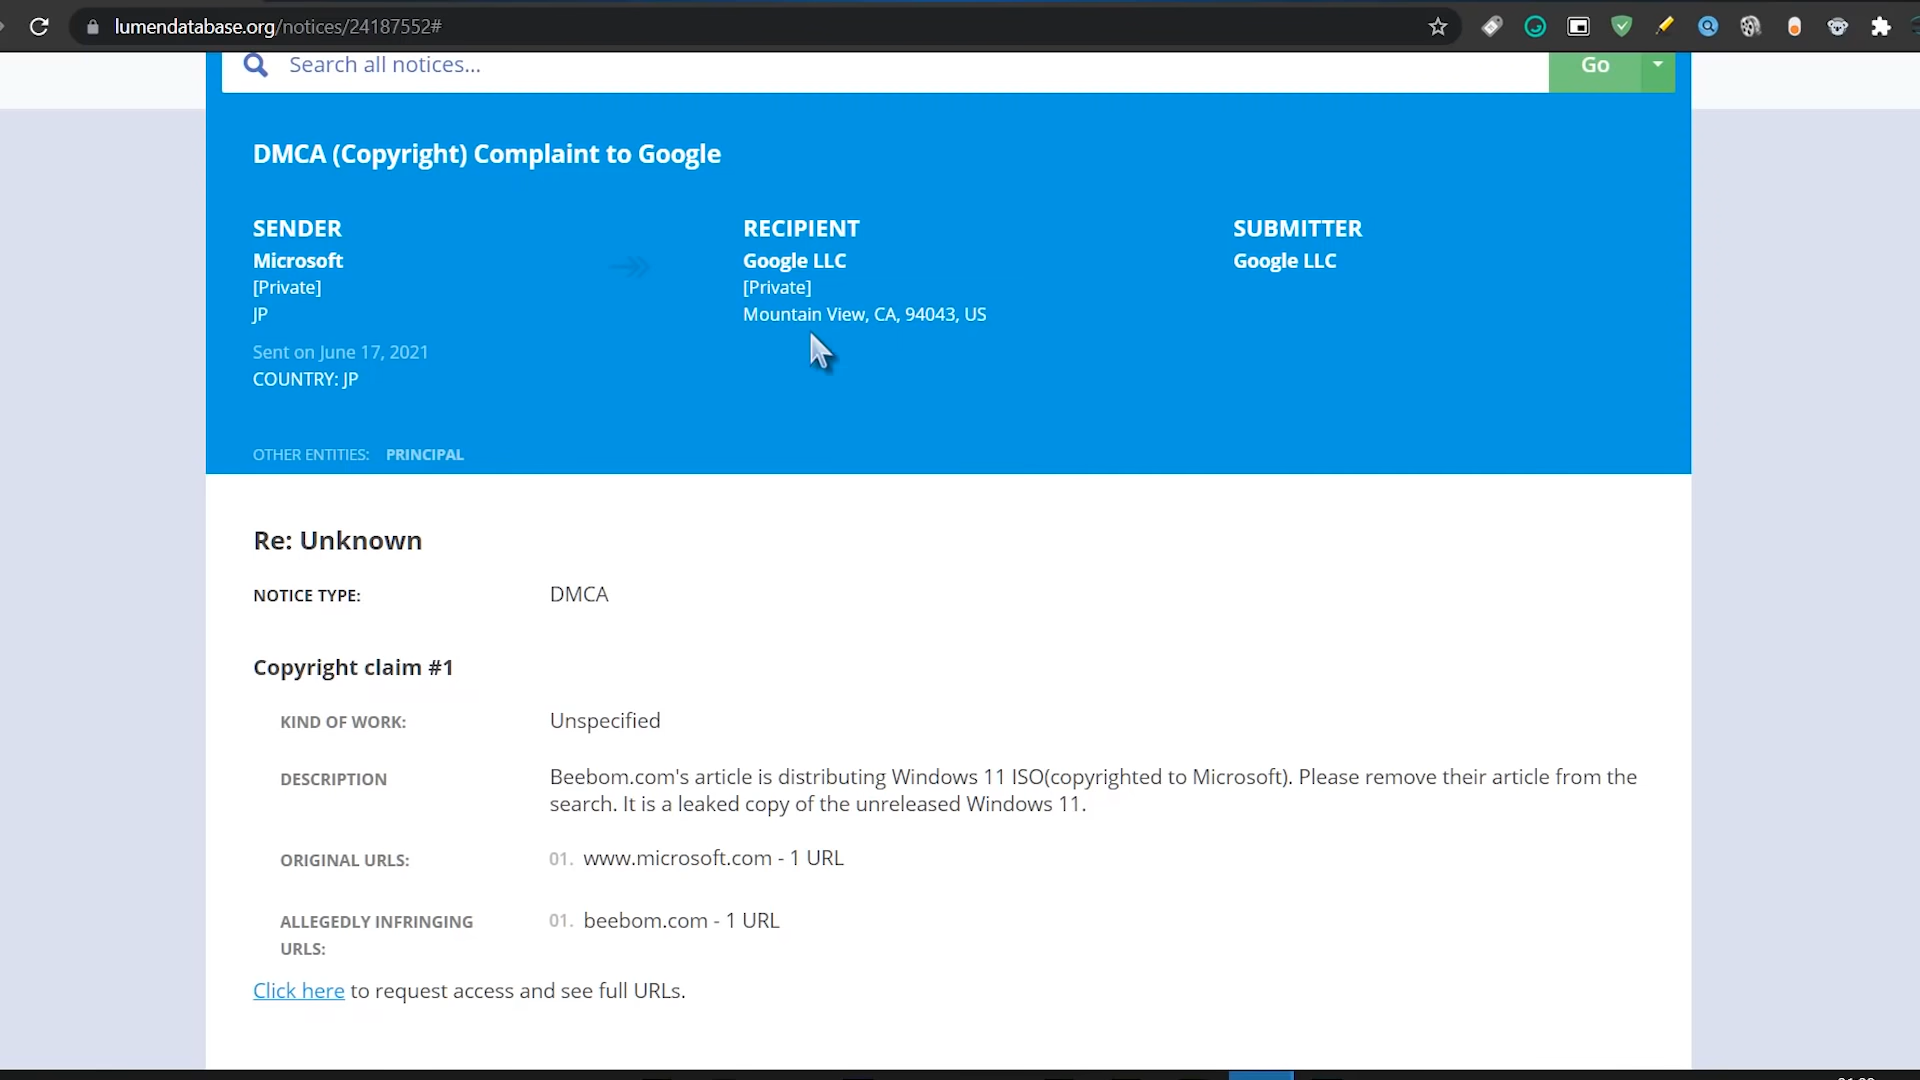 lumendatabase.org/notices/24187552#
Search all notices...
Go
DMCA (Copyright) Complaint to Google
SENDER
Microsoft
[Private]
JP
Sent on June 17, 2021
COUNTRY: JP
RECIPIENT
Google LLC
[Private]
Mountain View, CA, 94043, US
SUBMITTER
Google LLC
OTHER ENTITIES: PRINCIPAL
Re: Unknown
NOTICE TYPE: DMCA
Copyright claim #1
KIND OF WORK: Unspecified
DESCRIPTION Beebom.com's article is distributing Windows 11 ISO(copyrighted to Microsoft). Please remove their article from the
search. It is a leaked copy of the unreleased Windows 11.
ORIGINAL URLS: 01. www.microsoft.com - 1 URL
ALLEGEDLY INFRINGING 01. beebom.com - 1 URL
URLS:
Click here to request access and see full URLs.